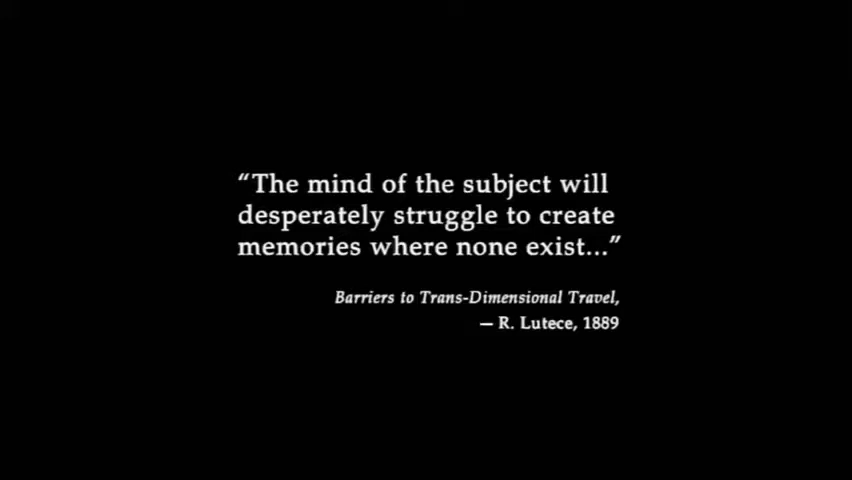 “The mind of the subject will
desperately struggle to create
memories where none exist...”
Barriers to Trans-Dimensional Travel,
— R. Lutece, 1889